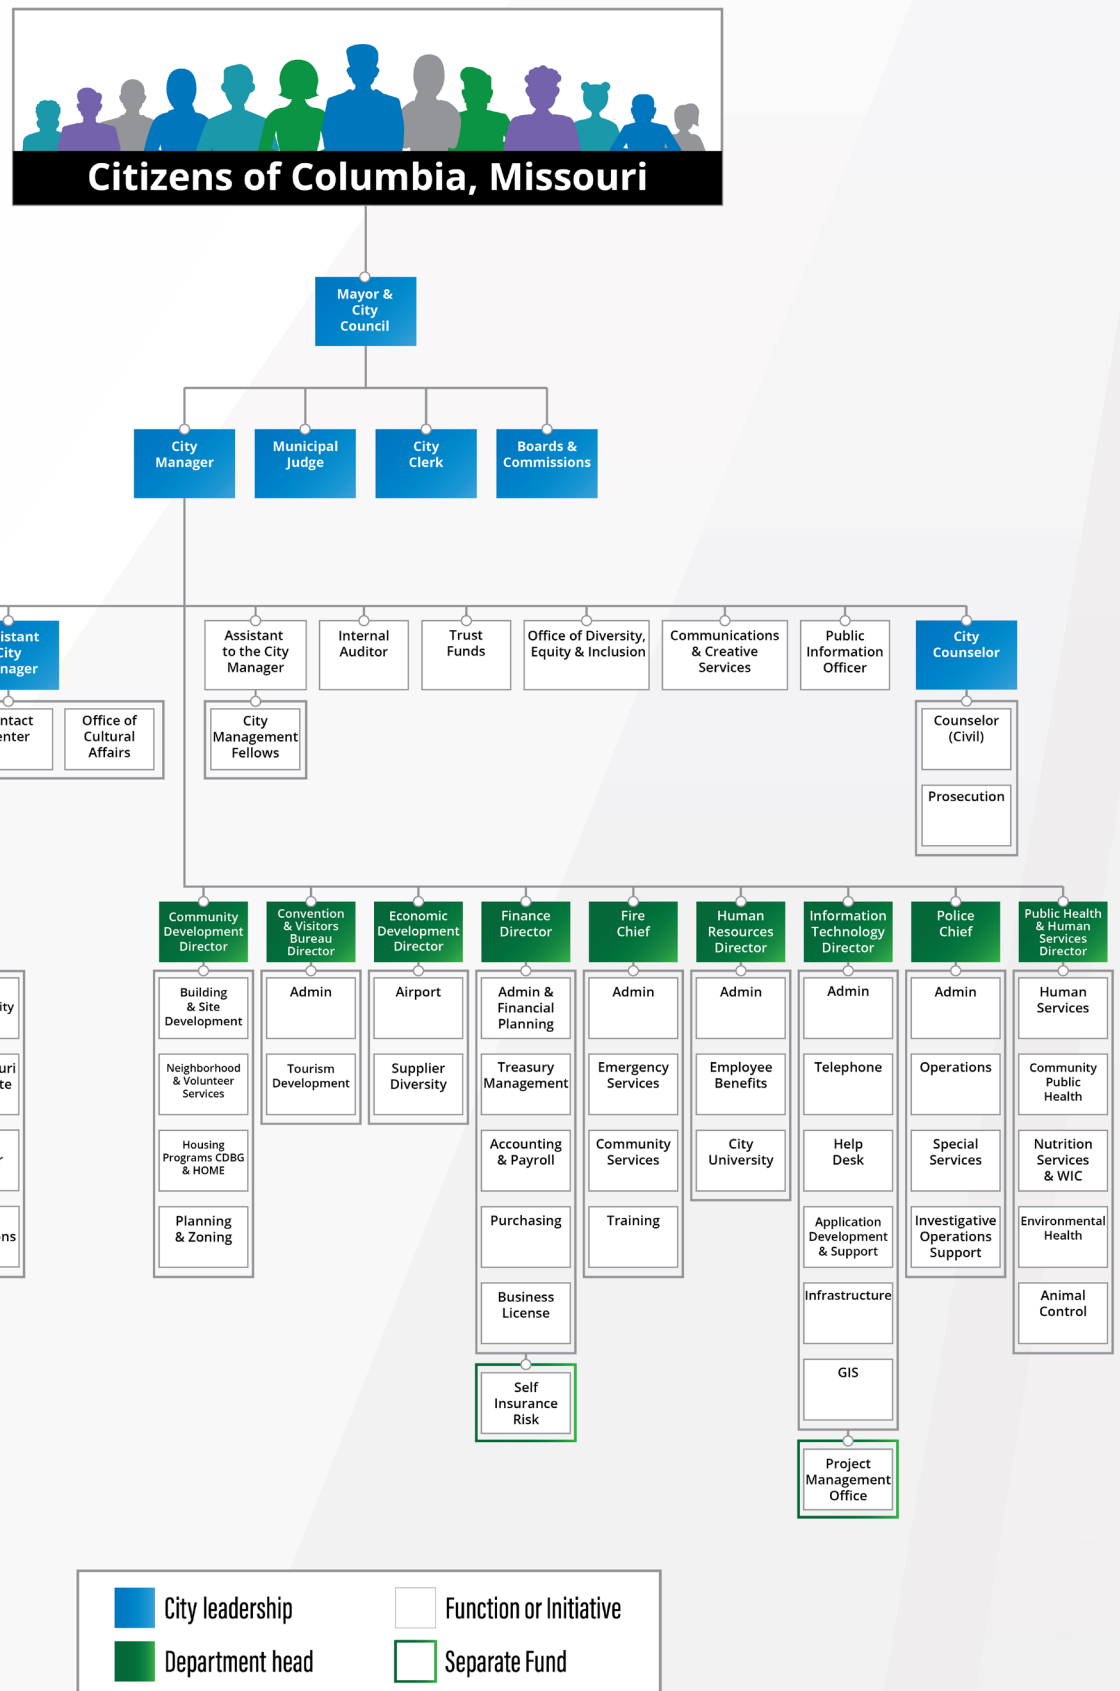 Citizens of Columbia, Missouri
Mayor &
City
Council
City
Manager
Municipal
Judge
City
Clerk
Boards &
Commissions
City
Assistant
to the City
Manager
Internal
Auditor
Trust
Funds
Office of Diversity,
Equity & Inclusion
Communications
& Creative
Services
Public
Information
Officer
City
Counselor
Office of
Cultural
Affairs
City
Management
Fellows
Counselor
(Civil)
Prosecution
Community
Development
Director
Convention
& Visitors
Bureau
Director
Economic
Development
Director
Finance
Director
Fire
Chief
Human
Resources
Director
Information
Technology
Director
Police
Chief
Public Health
& Human
Services
Director
Building
& Site
Development
Neighborhood
& Volunteer
Services
Housing
Programs CDBG
& HOME
Planning
& Zoning
Admin
Tourism
Development
Airport
Supplier
Diversity
Admin &
Financial
Planning
Treasury
Management
Accounting
& Payroll
Purchasing
Business
License
Self
Insurance
Risk
Admin
Emergency
Services
Community
Services
Training
Admin
Employee
Benefits
City
University
Admin
Telephone
Help
Desk
Application
Development
& Support
Infrastructure
GIS
Project
Management
Office
Admin
Operations
Special
Services
Investigative
Operations
Support
Human
Services
Community
Public
Health
Nutrition
Services
& WIC
Environmental
Health
Animal
Control
City leadership
Function or Initiative
Department head
Separate Fund